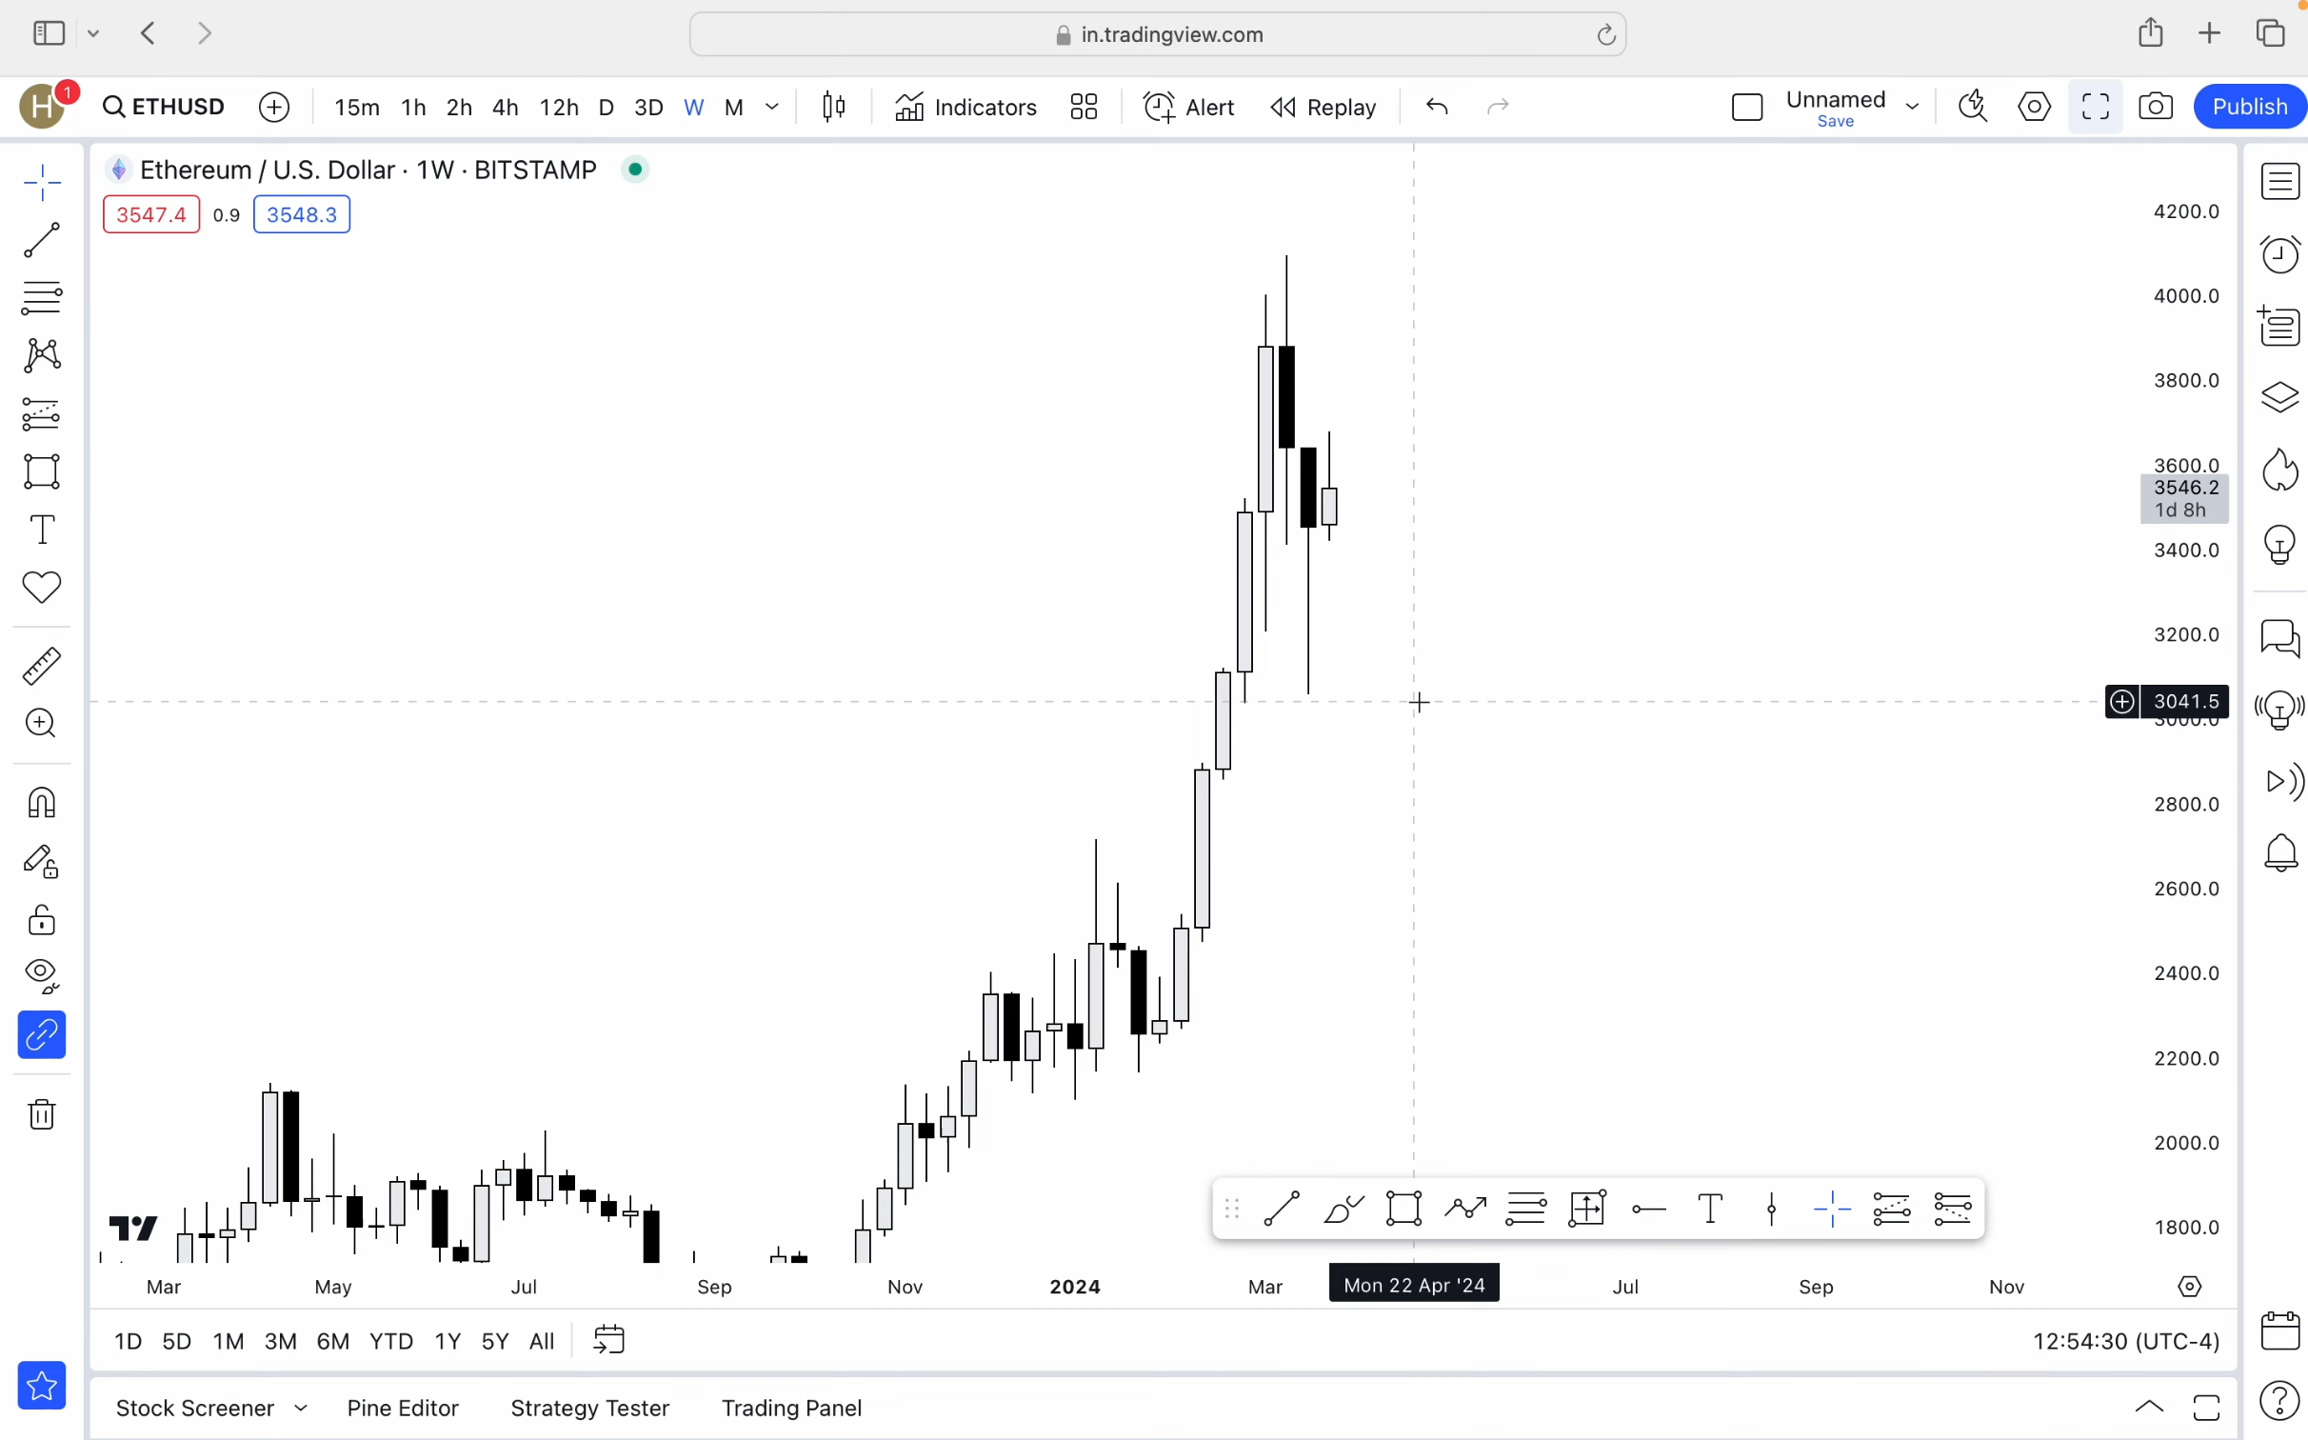 in.tradingview.com
H 1 ETHUSD 15m 1h 2h 4h 12h D 3D W M Indicators Alert Replay Unnamed Publish
Save
Ethereum / U.S. Dollar · 1W · BITSTAMP
3547.4 0.9 3548.3
4200.0
4000.0
3800.0
3600.0
3546.2
1d 8h
3400.0
3200.0
3041.5
3000.0
2800.0
2600.0
2400.0
2200.0
2000.0
1800.0
Mar May Jul Sep Nov 2024 Mar Mon 22 Apr '24 Jul Sep Nov
1D 5D 1M 3M 6M YTD 1Y 5Y All 12:54:30 (UTC-4)
Stock Screener Pine Editor Strategy Tester Trading Panel